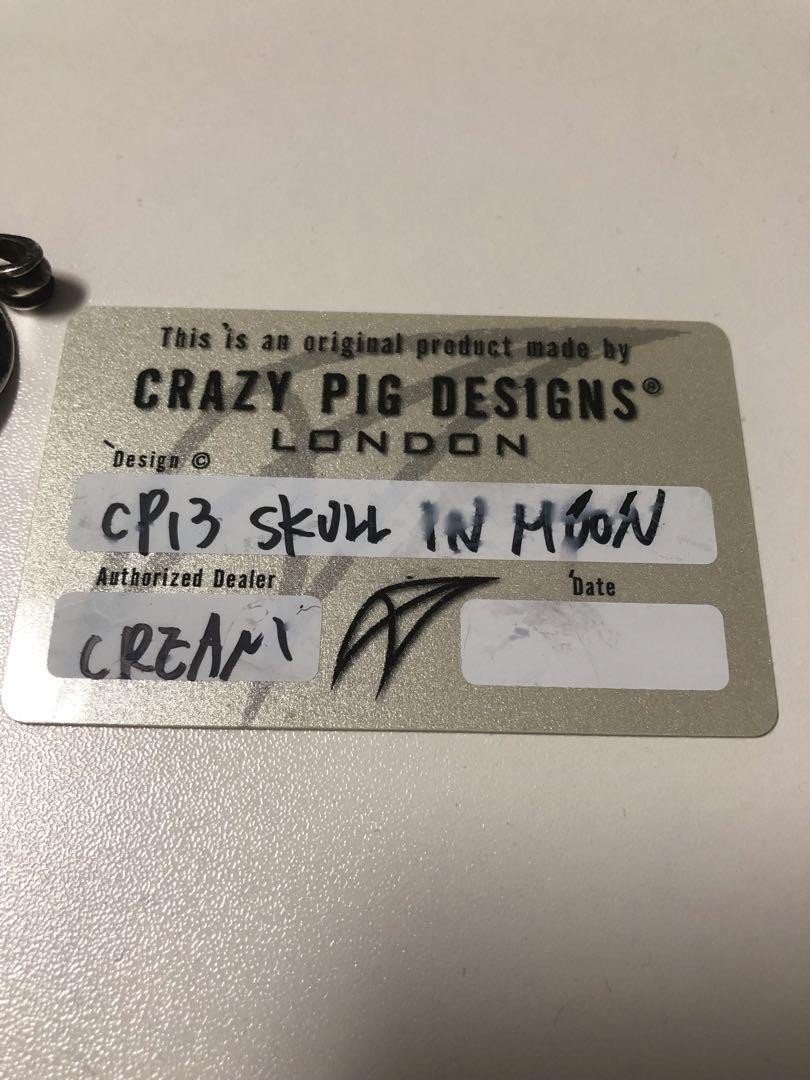 This is an original product made by
CRAZY PIG DESIGNS®
LONDON
Design ©
CP13 SKULL IN MOON
Authorized Dealer
Date
CREAM